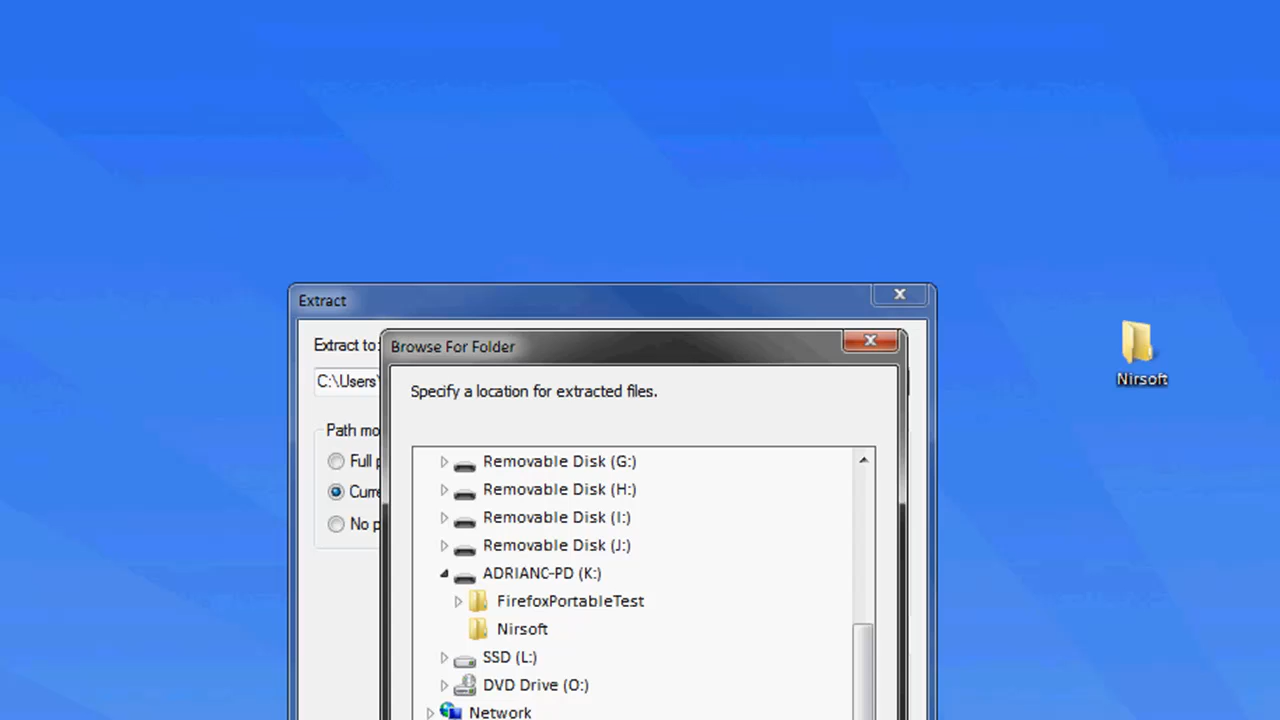 Extract
Extract to:
Browse For Folder
Specify a location for extracted files.
C:\Users\
Path mo
Full p
Curre
No p
Removable Disk (G:)
Removable Disk (H:)
Removable Disk (I:)
Removable Disk (J:)
ADRIANC-PD (K:)
FirefoxPortableTest
Nirsoft
SSD (L:)
DVD Drive (O:)
Network
Nirsoft